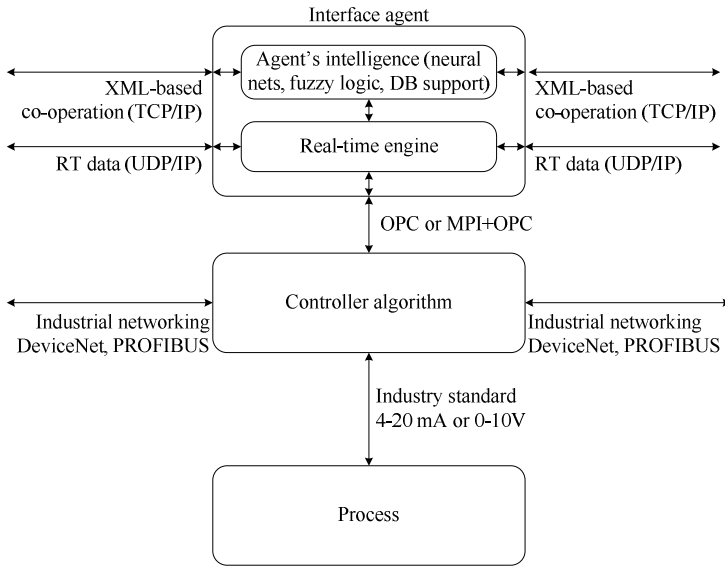 Interface agent
Agent's intelligence (neural
nets, fuzzy logic, DB support)
XML-based
co-operation (TCP/IP)
XML-based
co-operation (TCP/IP)
Real-time engine
RT data (UDP/IP)
RT data (UDP/IP)
OPC or MPI+OPC
Controller algorithm
Industrial networking
DeviceNet, PROFIBUS
Industrial networking
DeviceNet, PROFIBUS
Industry standard
4-20 mA or 0-10V
Process